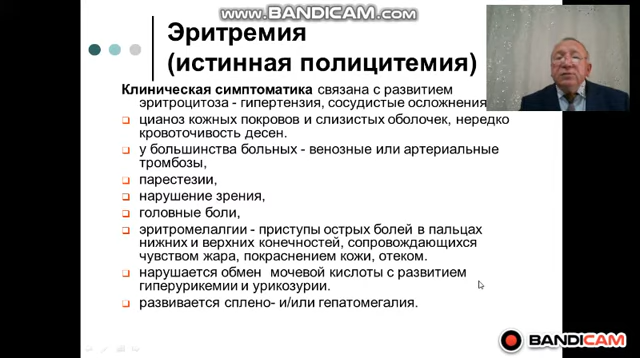 www.BANDICAM.com
Эритремия
(истинная полицитемия)
Клиническая симптоматика связана с развитием
эритроцитоза - гипертензия, сосудистые осложнения
цианоз кожных покровов и слизистых оболочек, нередко
кровоточивость десен.
у большинства больных - венозные или артериальные
тромбозы,
парестезии,
нарушение зрения,
головные боли,
эритромелалгии - приступы острых болей в пальцах
нижних и верхних конечностей, сопровождающихся
чувством жара, покраснением кожи, отеком.
нарушается обмен мочевой кислоты с развитием
гиперурикемии и урикозурии.
развивается сплено- и/или гепатомегалия.
BANDICAM